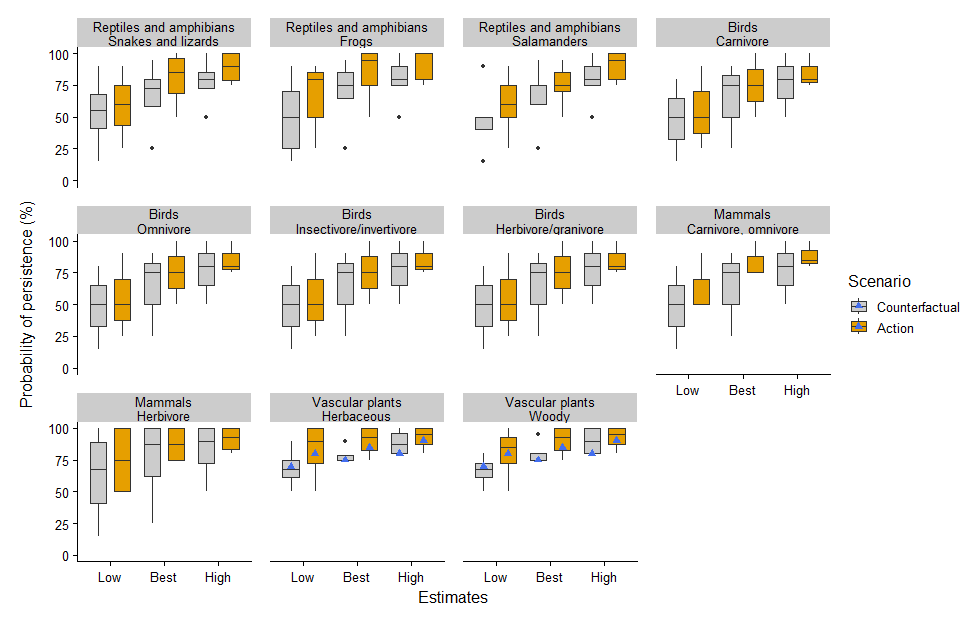 Reptiles and amphibians
Snakes and lizards
Reptiles and amphibians
Frogs
Reptiles and amphibians
Salamanders
Birds
Carnivore
100
75
50
25
0
Birds
Omnivore
Birds
Insectivore/invertivore
Birds
Herbivore/granivore
Mammals
Carnivore, omnivore
100
75
50
25
0
Low Best High
Mammals
Herbivore
Vascular plants
Herbaceous
Vascular plants
Woody
100
75
50
25
0
Low Best High
Low Best High
Low Best High
Estimates
Probability of persistence (%)
Scenario
Counterfactual
Action